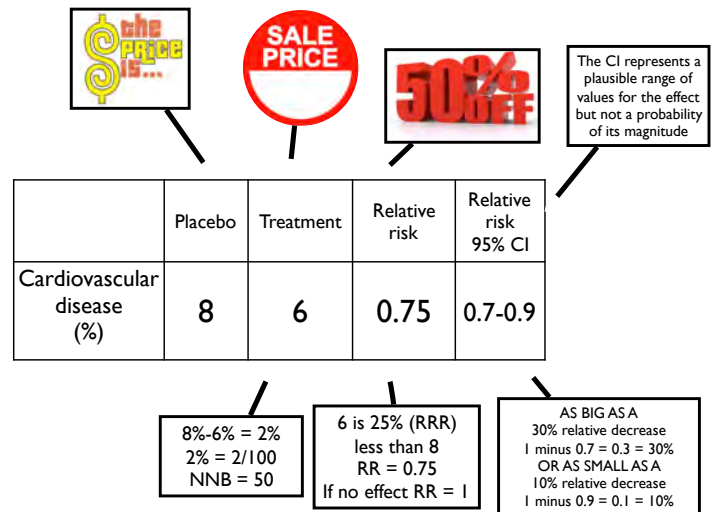 the
PRICE
IS...
SALE
PRICE
50%
OFF
The CI represents a
plausible range of
values for the effect
but not a probability
of its magnitude
Placebo
Treatment
Relative
risk
Relative
risk
95% CI
Cardiovascular
disease
(%)
8
6
0.75
0.7-0.9
8%-6% = 2%
2% = 2/100
NNB = 50
6 is 25% (RRR)
less than 8
RR = 0.75
If no effect RR = 1
AS BIG AS A
30% relative decrease
1 minus 0.7 = 0.3 = 30%
OR AS SMALL AS A
10% relative decrease
1 minus 0.9 = 0.1 = 10%